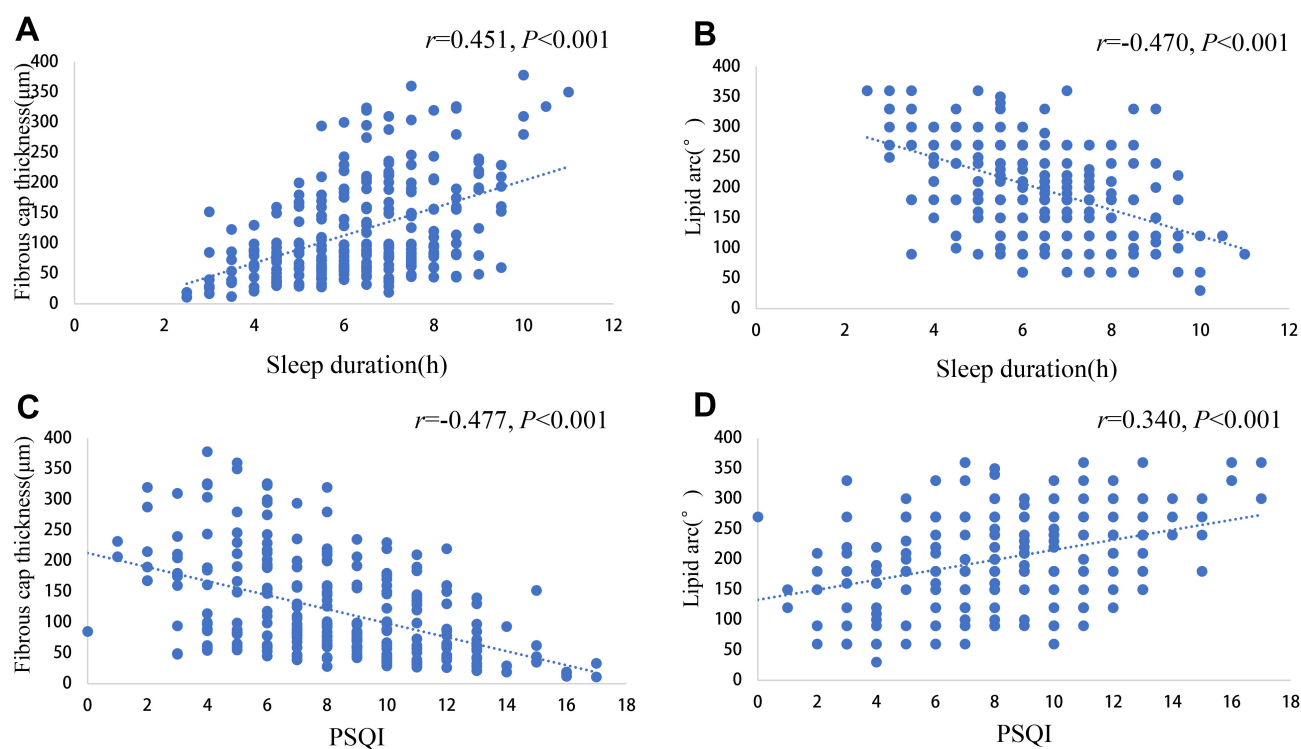 A
r=0.451, P<0.001
Fibrous cap thickness(μm)
400
350
300
250
200
150
100
50
0
0 2 4 6 8 10 12
Sleep duration(h)
B
r=-0.470, P<0.001
Lipid arc(°)
400
350
300
250
200
150
100
50
0
0 2 4 6 8 10 12
Sleep duration(h)
C
r=-0.477, P<0.001
Fibrous cap thickness(μm)
400
350
300
250
200
150
100
50
0
0 2 4 6 8 10 12 14 16 18
PSQI
D
r=0.340, P<0.001
Lipid arc(°)
400
350
300
250
200
150
100
50
0
0 2 4 6 8 10 12 14 16 18
PSQI